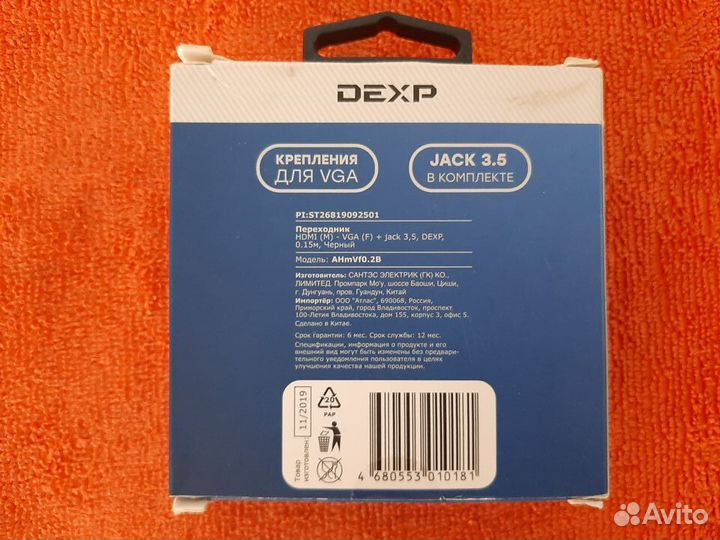 DEXP
КРЕПЛЕНИЯ
ДЛЯ VGA
JACK 3.5
В КОМПЛЕКТЕ
PI:ST26819092501
Переходник
HDMI (M) - VGA (F) + jack 3,5, DEXP,
0.15м, Черный
Модель: AHmVf0.2B
Изготовитель: САНТЭС ЭЛЕКТРИК (ГК) КО.,
ЛИМИТЕД. Промпарк Мо'у, шоссе Баоши, Циши,
г. Дунгуань, пров. Гуандун, Китай
Импортёр: ООО "Атлас", 690068, Россия,
Приморский край, город Владивосток, проспект
100-Летия Владивостока, дом 155, корпус 3, офис 5.
Сделано в Китае.
Срок гарантии: 6 мес. Срок службы: 12 мес.
Спецификации, информация о продукте и его
внешний вид могут быть изменены без предвари-
тельного уведомления пользователя в целях
улучшения качества нашей продукции.
Товар
изготовлен:
11/2019
20
PAP
4 680553 010181
Avito